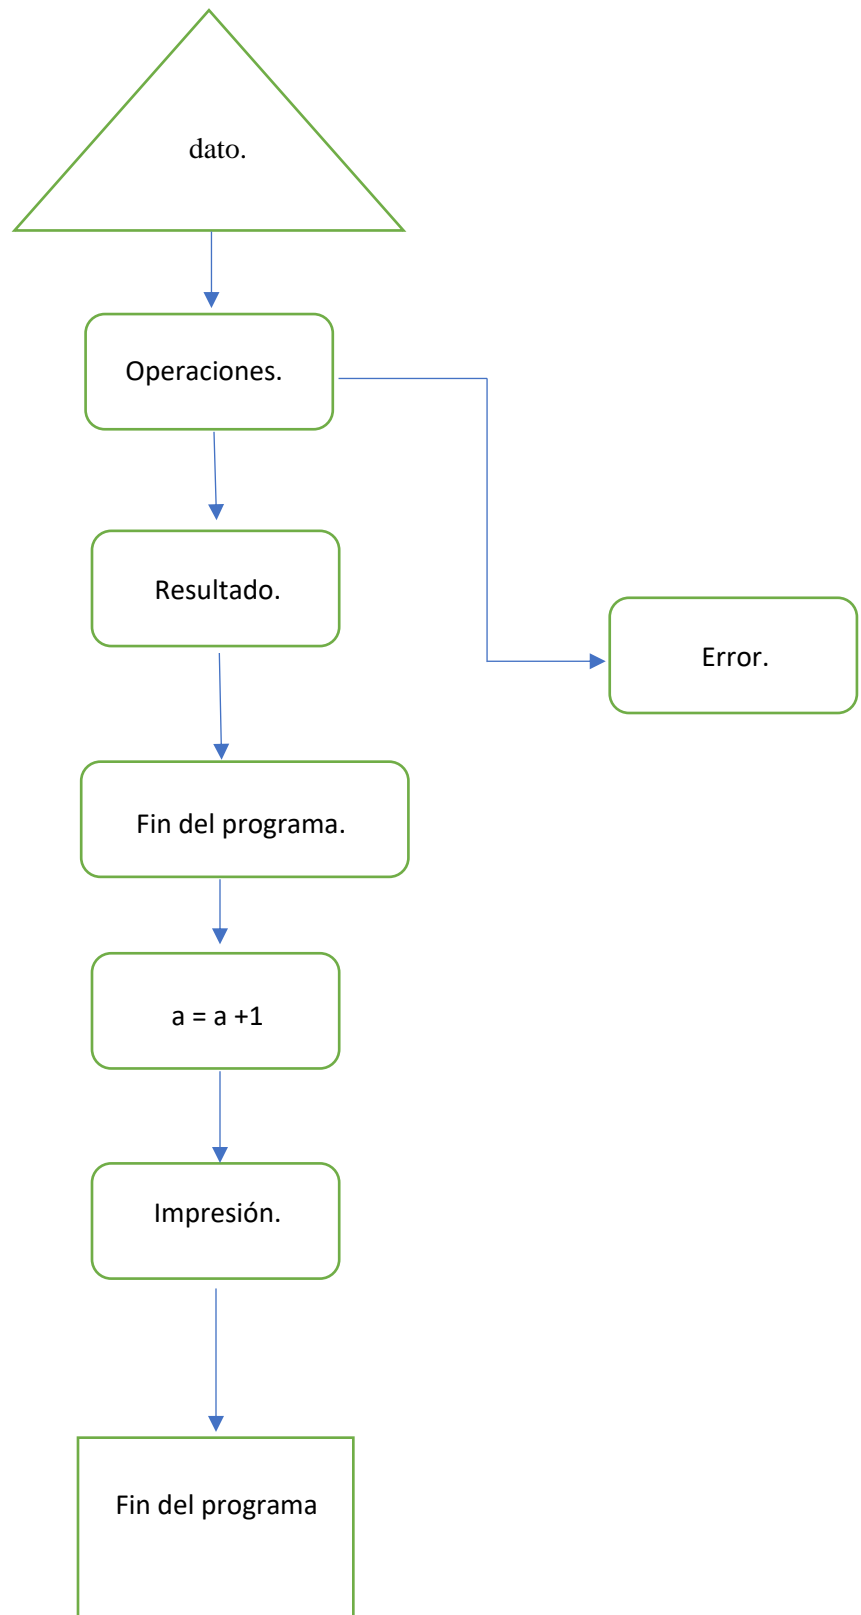 dato.
Operaciones.
Resultado.
Error.
Fin del programa.
a = a +1
Impresión.
Fin del programa